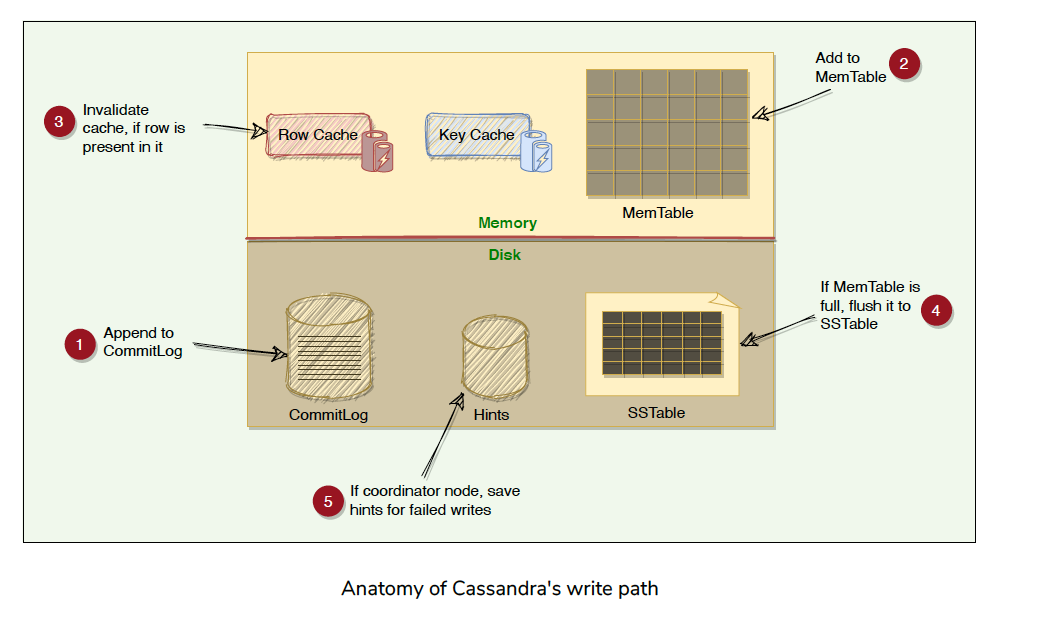 Add to
MemTable
2
3
Invalidate
cache, if row is
present in it
Row Cache
Key Cache
MemTable
Memory
Disk
If MemTable is
full, flush it to
SSTable
4
1
Append to
CommitLog
CommitLog
Hints
SSTable
5
If coordinator node, save
hints for failed writes
Anatomy of Cassandra's write path